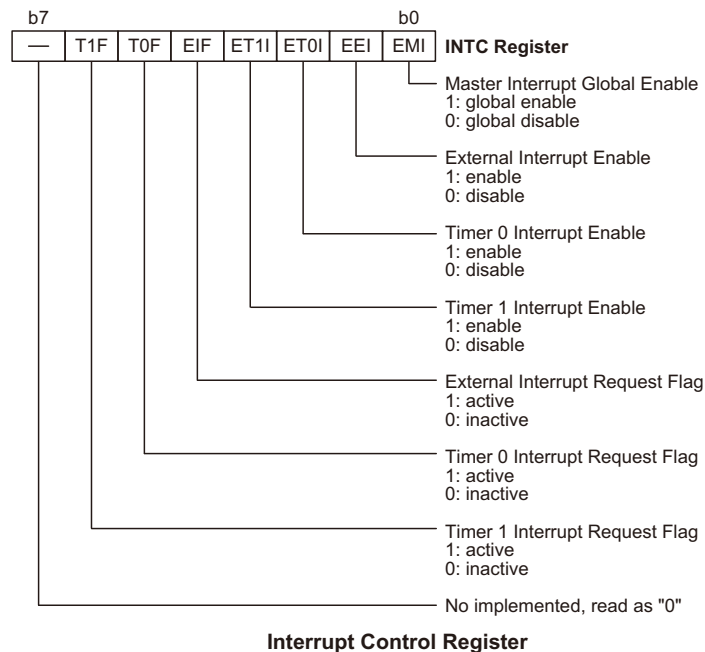 b7 b0
— T1F T0F EIF ET1I ET0I EEI EMI INTC Register
Master Interrupt Global Enable
1: global enable
0: global disable
External Interrupt Enable
1: enable
0: disable
Timer 0 Interrupt Enable
1: enable
0: disable
Timer 1 Interrupt Enable
1: enable
0: disable
External Interrupt Request Flag
1: active
0: inactive
Timer 0 Interrupt Request Flag
1: active
0: inactive
Timer 1 Interrupt Request Flag
1: active
0: inactive
No implemented, read as "0"
Interrupt Control Register